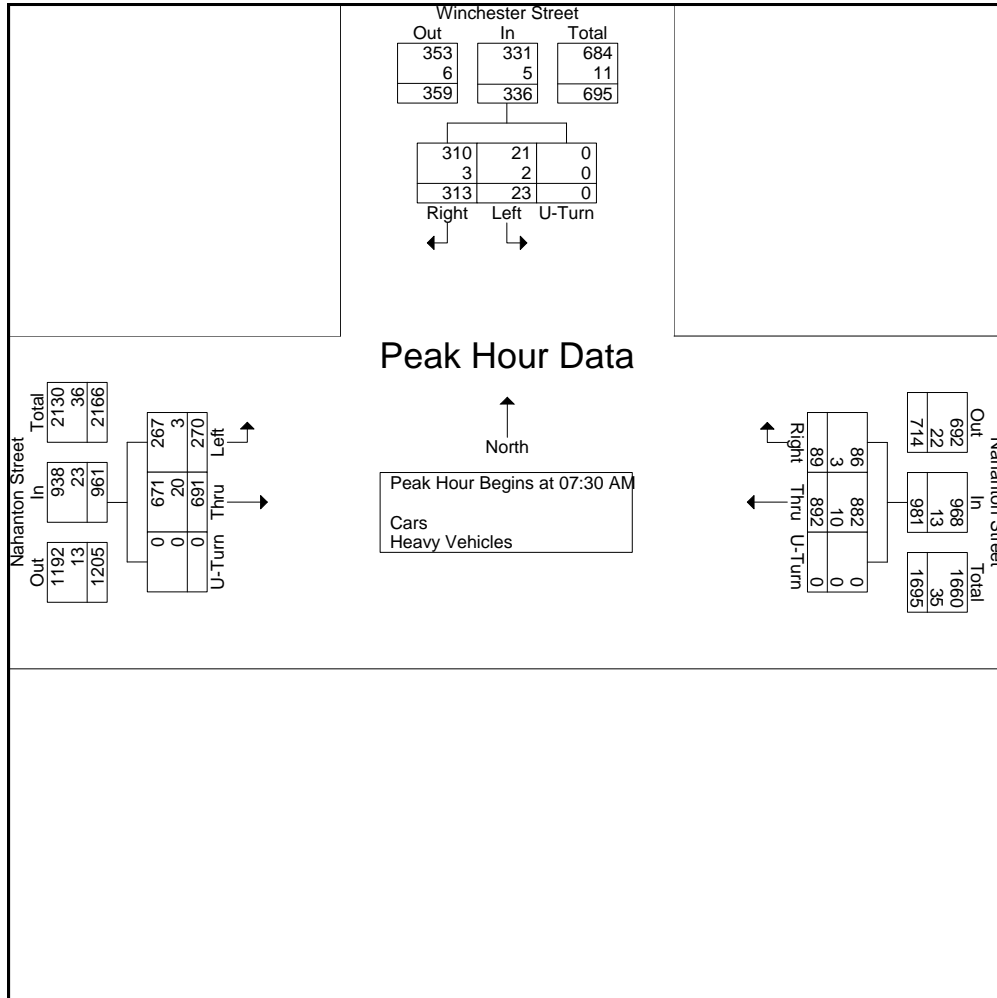 Winchester Street
Out In Total
353 331 684
6 5 11
359 336 695
310 21 0
3 2 0
313 23 0
Right Left U-Turn
Peak Hour Data
North
Peak Hour Begins at 07:30 AM
Cars
Heavy Vehicles
Nahanton Street
Out In Total
1192 938 2130
13 23 36
1205 961 2166
267 671 0
3 20 0
270 691 0
Left Thru U-Turn
Nahanton Street
Out In Total
692 968 1660
22 13 35
714 981 1695
86 882 0
3 10 0
89 892 0
Right Thru U-Turn